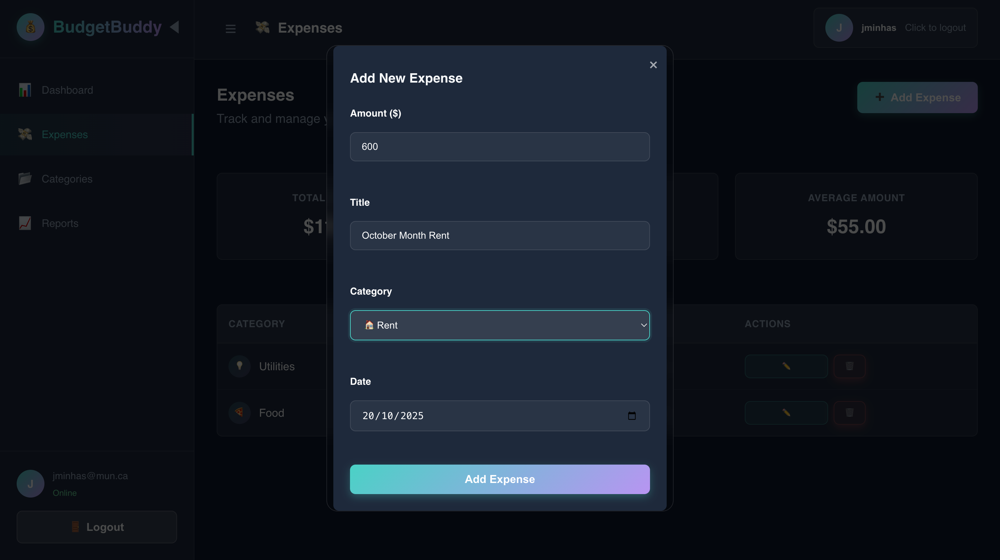 BudgetBuddy
Expenses
J
jminhas Click to logout
Dashboard
Expenses
Categories
Reports
jminhas@mun.ca
J
Online
Logout
Expenses
Track and manage
Add Expense
TOTAL
AVERAGE AMOUNT
$55.00
CATEGORY
ACTIONS
Utilities
Food
Add New Expense
Amount ($)
600
Title
October Month Rent
Category
Rent
Date
20/10/2025
Add Expense